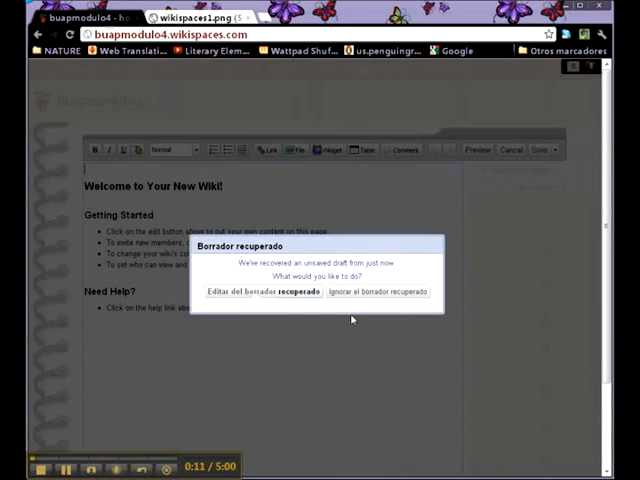 buapmodulo4 - ho
wikispaces1.png (5
buapmodulo4.wikispaces.com
NATURE Web Translati... Literary Elem... Wattpad Shuf... us.penguingr... Google Otros marcadores
B I U Normal Link File Widget Table Comment Preview Cancel Save
Welcome to Your New Wiki!
Getting Started
Click on the edit button above to put your own content on this page.
To invite new members,
To change your wiki's
To set who can view and
Need Help?
Click on the help link
Borrador recuperado
We've recovered an unsaved draft from just now
What would you like to do?
Editar del borrador recuperado Ignorar el borrador recuperado
0:11 / 5:00